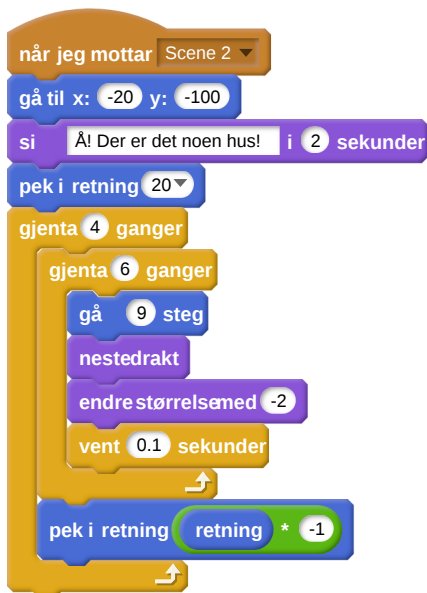 når jeg mottar Scene 2
gå til x: -20 y: -100
si Å! Der er det noen hus! i 2 sekunder
pek i retning 20
gjenta 4 ganger
gjenta 6 ganger
gå 9 steg
nestedrakt
endre størrelsemed -2
vent 0.1 sekunder
pek i retning retning * -1